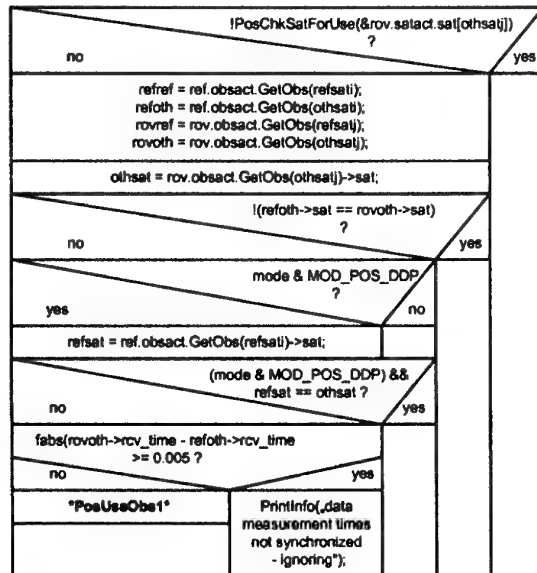 !PosChkSatForUse(&rov.satact.sat[othsatj])
?
no
yes
refref = ref.obsact.GetObs(refsati);
refoth = ref.obsact.GetObs(othsati);
rovref = rov.obsact.GetObs(refsatj);
rovoth = rov.obsact.GetObs(othsatj);
othsat = rov.obsact.GetObs(othsatj)->sat;
!(refoth->sat == rovoth->sat)
?
no
yes
mode & MOD_POS_DDP
?
yes
no
refsat = ref.obsact.GetObs(refsati)->sat;
(mode & MOD_POS_DDP) &&
refsat == othsat ?
no
yes
fabs(rovoth->rcv_time - refoth->rcv_time
>= 0.005 ?
no
yes
*PosUseObs1*
PrintInfo(„data
measurement times
not synchronized
- ignoring");